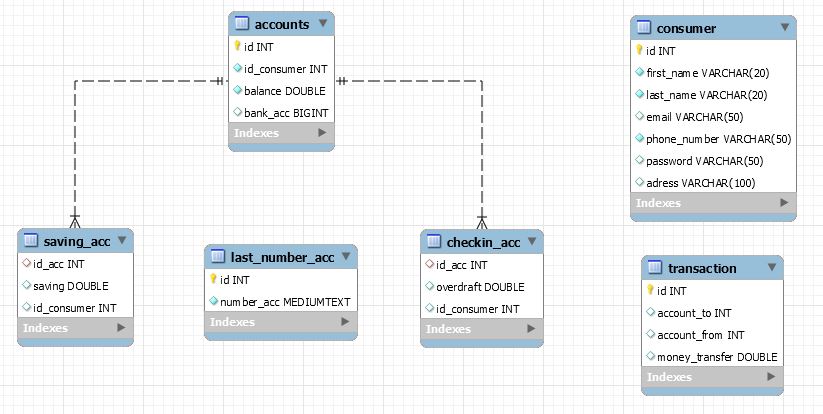 accounts
id INT
id_consumer INT
balance DOUBLE
bank_acc BIGINT
Indexes
consumer
id INT
first_name VARCHAR(20)
last_name VARCHAR(20)
email VARCHAR(50)
phone_number VARCHAR(50)
password VARCHAR(50)
adress VARCHAR(100)
Indexes
saving_acc
id_acc INT
saving DOUBLE
id_consumer INT
Indexes
last_number_acc
id INT
number_acc MEDIUMTEXT
Indexes
checkin_acc
id_acc INT
overdraft DOUBLE
id_consumer INT
Indexes
transaction
id INT
account_to INT
account_from INT
money_transfer DOUBLE
Indexes